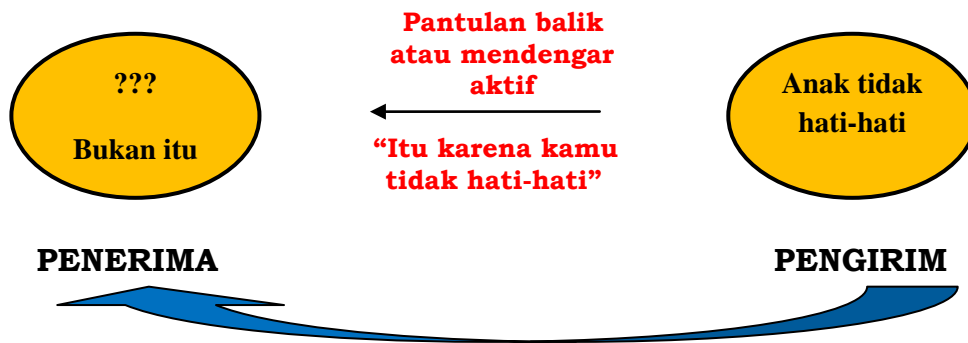 ???
Bukan itu
Pantulan balik
atau mendengar
aktif
“Itu karena kamu
tidak hati-hati”
Anak tidak
hati-hati
PENERIMA
PENGIRIM